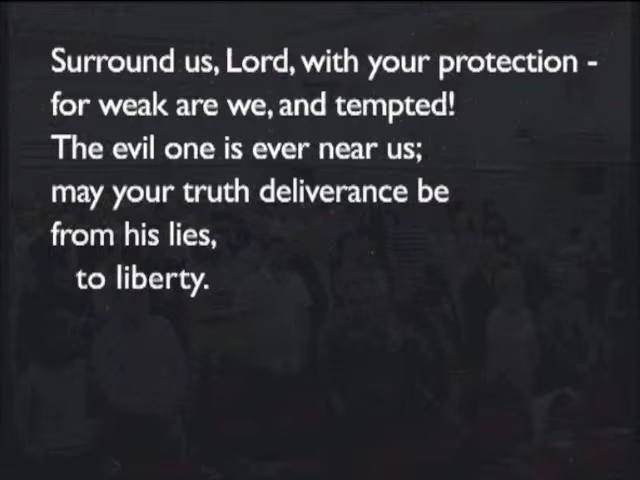 Surround us, Lord, with your protection -
for weak are we, and tempted!
The evil one is ever near us;
may your truth deliverance be
from his lies,
to liberty.